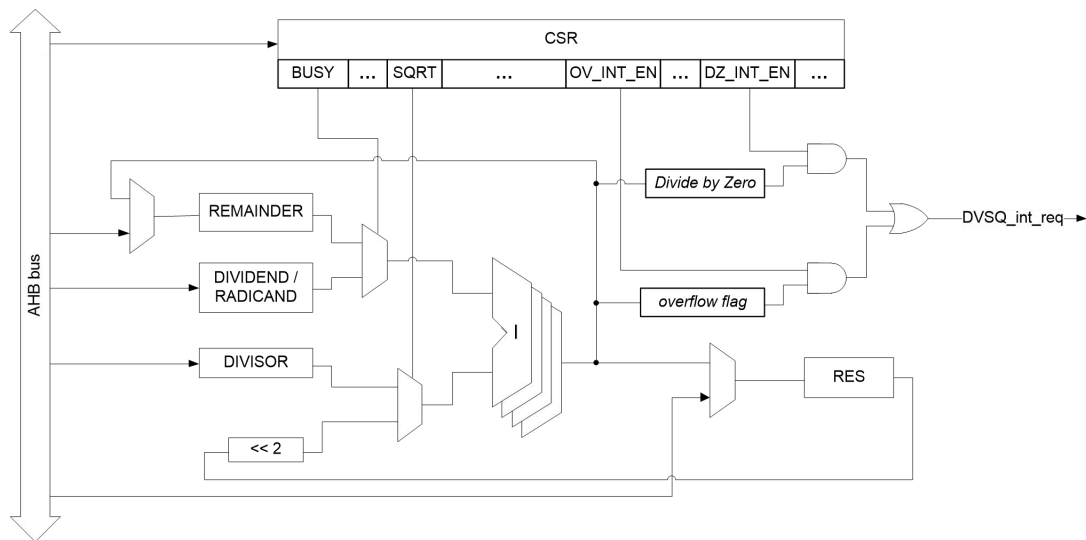 CSR
BUSY ... SQRT ... OV_INT_EN ... DZ_INT_EN ...
Divide by Zero
REMAINDER
DVSQ_int_req
AHB bus
DIVIDEND /
RADICAND
overflow flag
I
DIVISOR
RES
<< 2